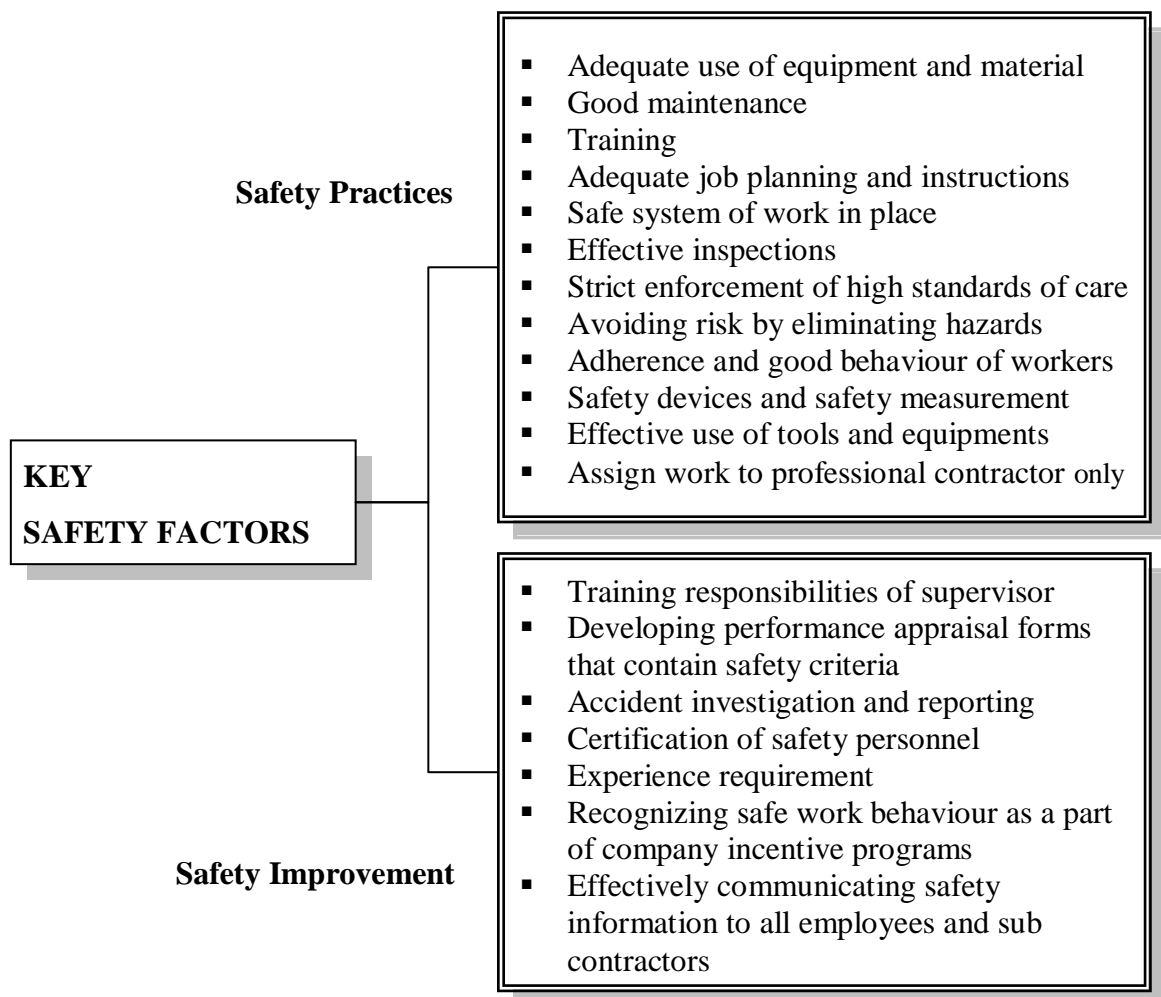 KEY
SAFETY FACTORS
Safety Practices
▪ Adequate use of equipment and material
▪ Good maintenance
▪ Training
▪ Adequate job planning and instructions
▪ Safe system of work in place
▪ Effective inspections
▪ Strict enforcement of high standards of care
▪ Avoiding risk by eliminating hazards
▪ Adherence and good behaviour of workers
▪ Safety devices and safety measurement
▪ Effective use of tools and equipments
▪ Assign work to professional contractor only
Safety Improvement
▪ Training responsibilities of supervisor
▪ Developing performance appraisal forms
that contain safety criteria
▪ Accident investigation and reporting
▪ Certification of safety personnel
▪ Experience requirement
▪ Recognizing safe work behaviour as a part
of company incentive programs
▪ Effectively communicating safety
information to all employees and sub
contractors